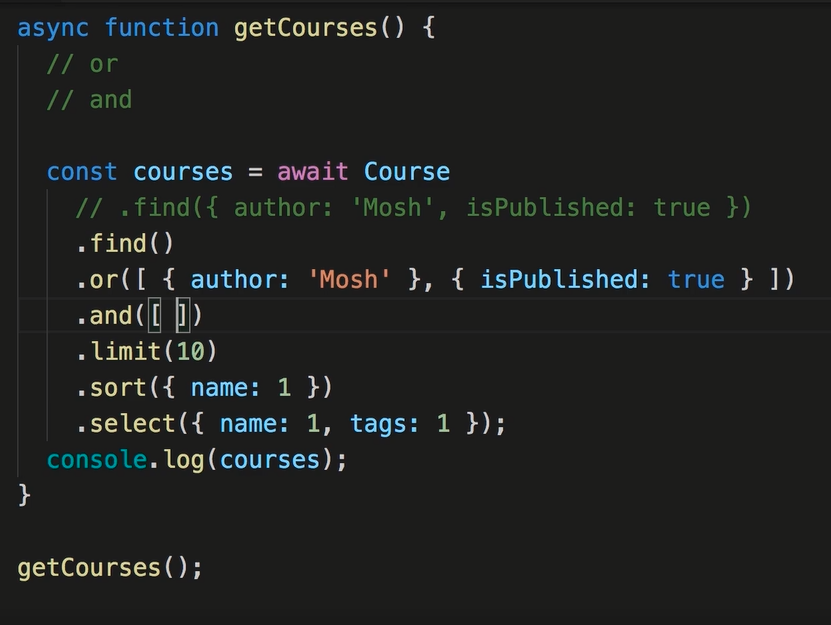 async function getCourses() {
// or
// and
const courses = await Course
// .find({ author: 'Mosh', isPublished: true })
.find()
.or([ { author: 'Mosh' }, { isPublished: true } ])
.and([ ])
.limit(10)
.sort({ name: 1 })
.select({ name: 1, tags: 1 });
console.log(courses);
}
getCourses();